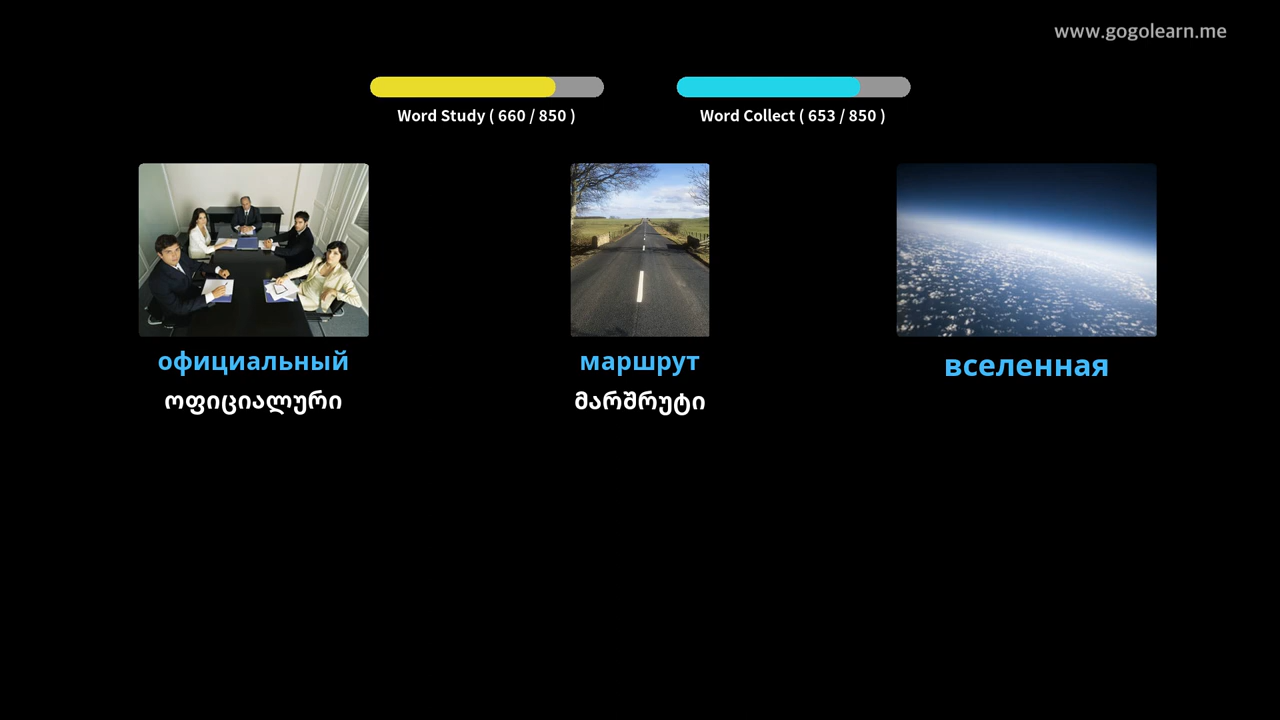 www.gogolearn.me
Word Study ( 660 / 850 )
Word Collect ( 653 / 850 )
официальный
ოფიციალური
маршрут
მარშრუტი
вселенная